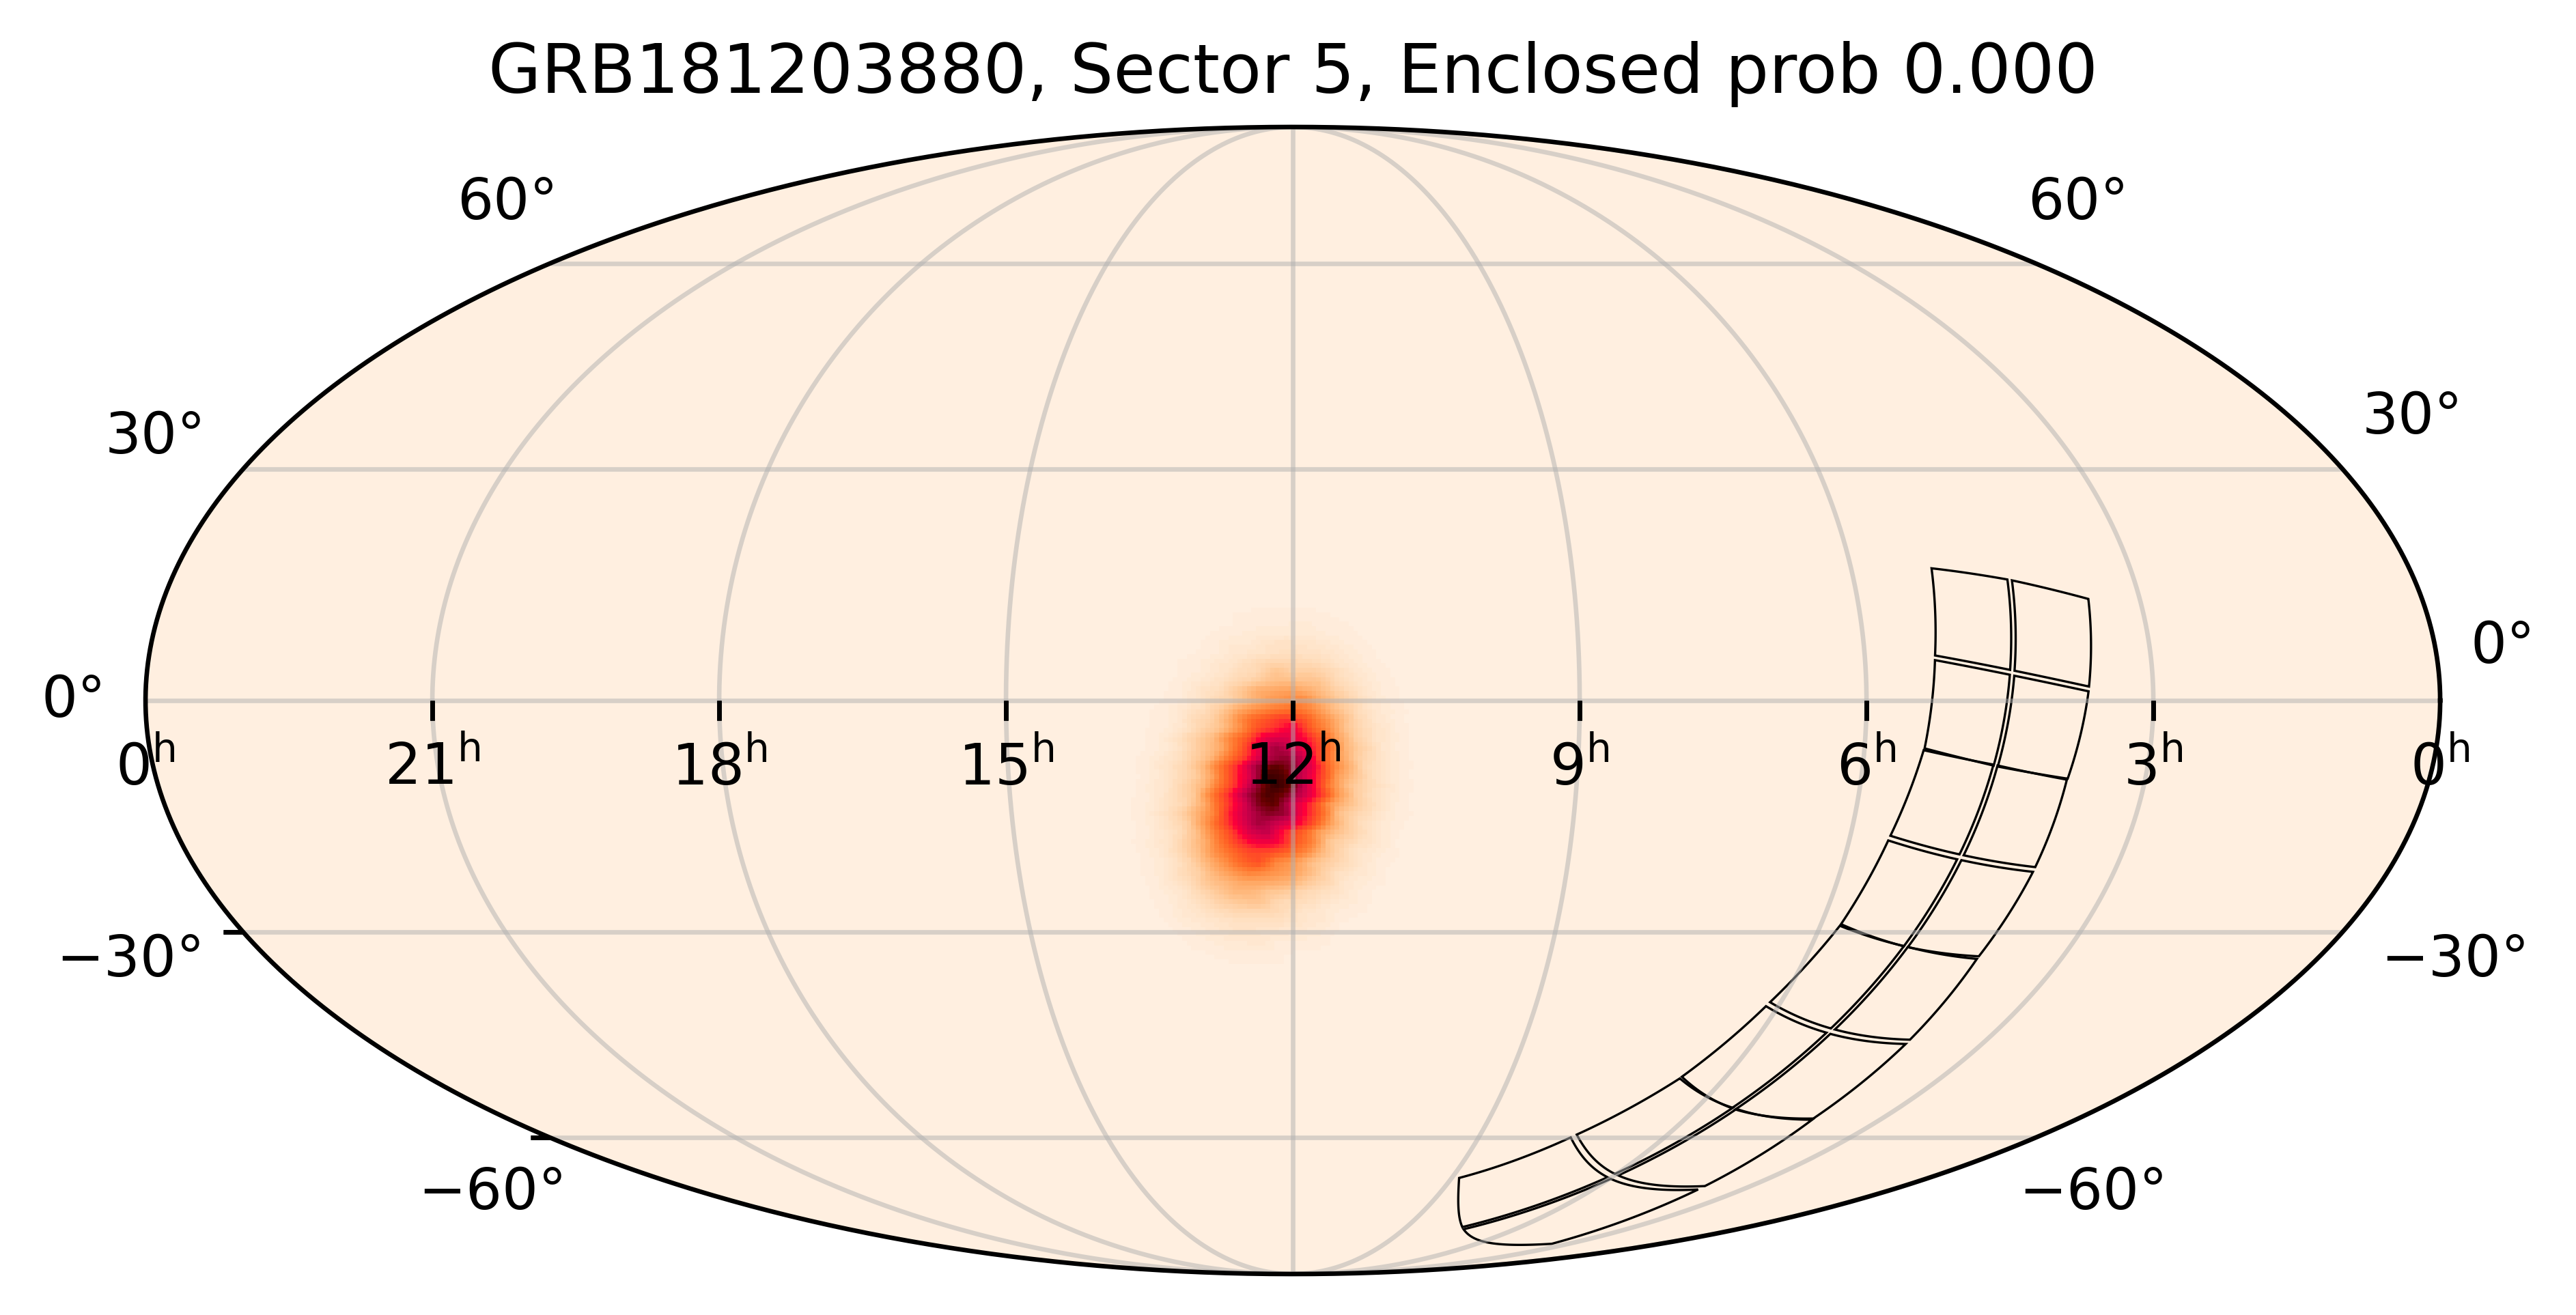 GRB181203880, Sector 5, Enclosed prob 0.000
60° 60°
30° 30°
0° 0°
0ʰ 21ʰ 18ʰ 15ʰ 12ʰ 9ʰ 6ʰ 3ʰ 0ʰ
−30° −30°
−60° −60°